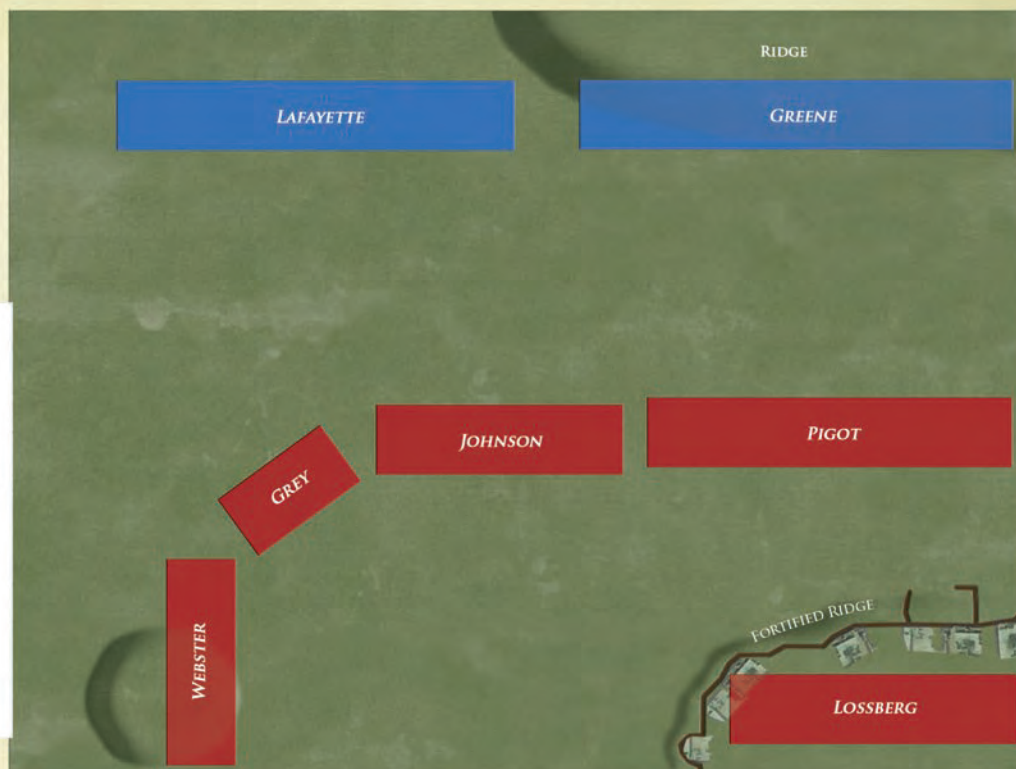 RIDGE
LAFAYETTE
GREENE
JOHNSON
PIGOT
GREY
WEBSTER
FORTIFIED RIDGE
LOSSBERG